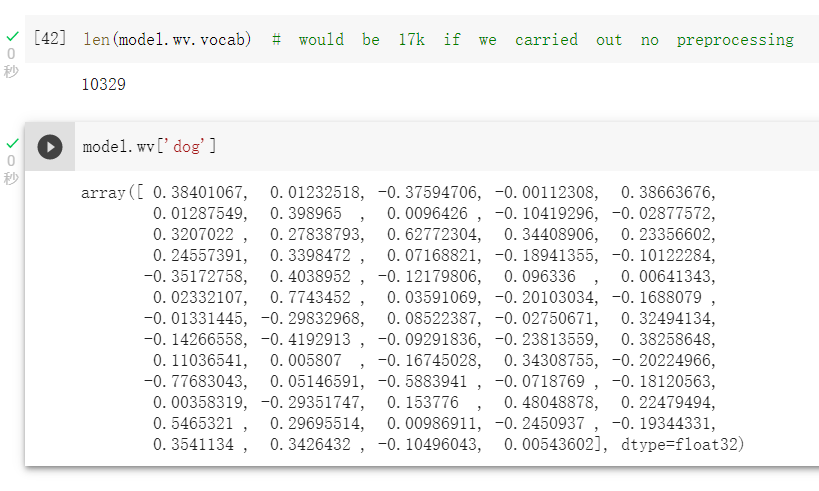 [42] len(model.wv.vocab) # would be 17k if we carried out no preprocessing
0
秒
10329
model.wv['dog']
0
秒
array([ 0.38401067, 0.01232518, -0.37594706, -0.00112308, 0.38663676,
0.01287549, 0.398965 , 0.0096426 , -0.10419296, -0.02877572,
0.3207022 , 0.27838793, 0.62772304, 0.34408906, 0.23356602,
0.24557391, 0.3398472 , 0.07168821, -0.18941355, -0.10122284,
-0.35172758, 0.4038952 , -0.12179806, 0.096336 , 0.00641343,
0.02332107, 0.7743452 , 0.03591069, -0.20103034, -0.1688079 ,
-0.01331445, -0.29832968, 0.08522387, -0.02750671, 0.32494134,
-0.14266558, -0.4192913 , -0.09291836, -0.23813559, 0.38258648,
0.11036541, 0.005807 , -0.16745028, 0.34308755, -0.20224966,
-0.77683043, 0.05146591, -0.5883941 , -0.0718769 , -0.18120563,
0.00358319, -0.29351747, 0.153776 , 0.48048878, 0.22479494,
0.5465321 , 0.29695514, 0.00986911, -0.2450937 , -0.19344331,
0.3541134 , 0.3426432 , -0.10496043, 0.00543602], dtype=float32)